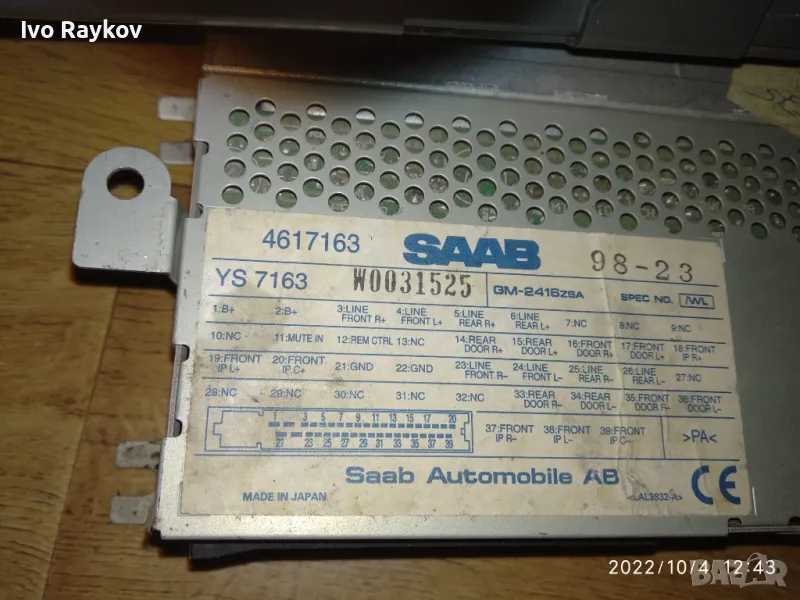 Ivo Raykov
4617163 SAAB 98-23
YS 7163 W0031525 GM-2416ZSA SPEC NO. /WL
1:B+ 2:B+ 3:LINE FRONT R+ 4:LINE FRONT L+ 5:LINE REAR R+ 6:LINE REAR L+ 7:NC 8:NC 9:NC
10:NC 11:MUTE IN 12:REM CTRL 13:NC 14:REAR DOOR R+ 15:REAR DOOR L+ 16:FRONT DOOR R+ 17:FRONT DOOR L+ 18:FRONT IP R+
19:FRONT IP L+ 20:FRONT IP C+ 21:GND 22:GND 23:LINE FRONT R- 24:LINE FRONT L- 25:LINE REAR R- 26:LINE REAR L- 27:NC
28:NC 29:NC 30:NC 31:NC 32:NC 33:REAR DOOR R- 34:REAR DOOR L- 35:FRONT DOOR R- 36:FRONT DOOR L-
1 3 5 7 9 11 13 15 17 20
21 23 25 27 29 31 33 35 37 39
37:FRONT IP R- 38:FRONT IP L- 39:FRONT IP C- >PA<
Saab Automobile AB
MADE IN JAPAN <LAL3832-A> CE
2022/10/4 12:43
BAZAR